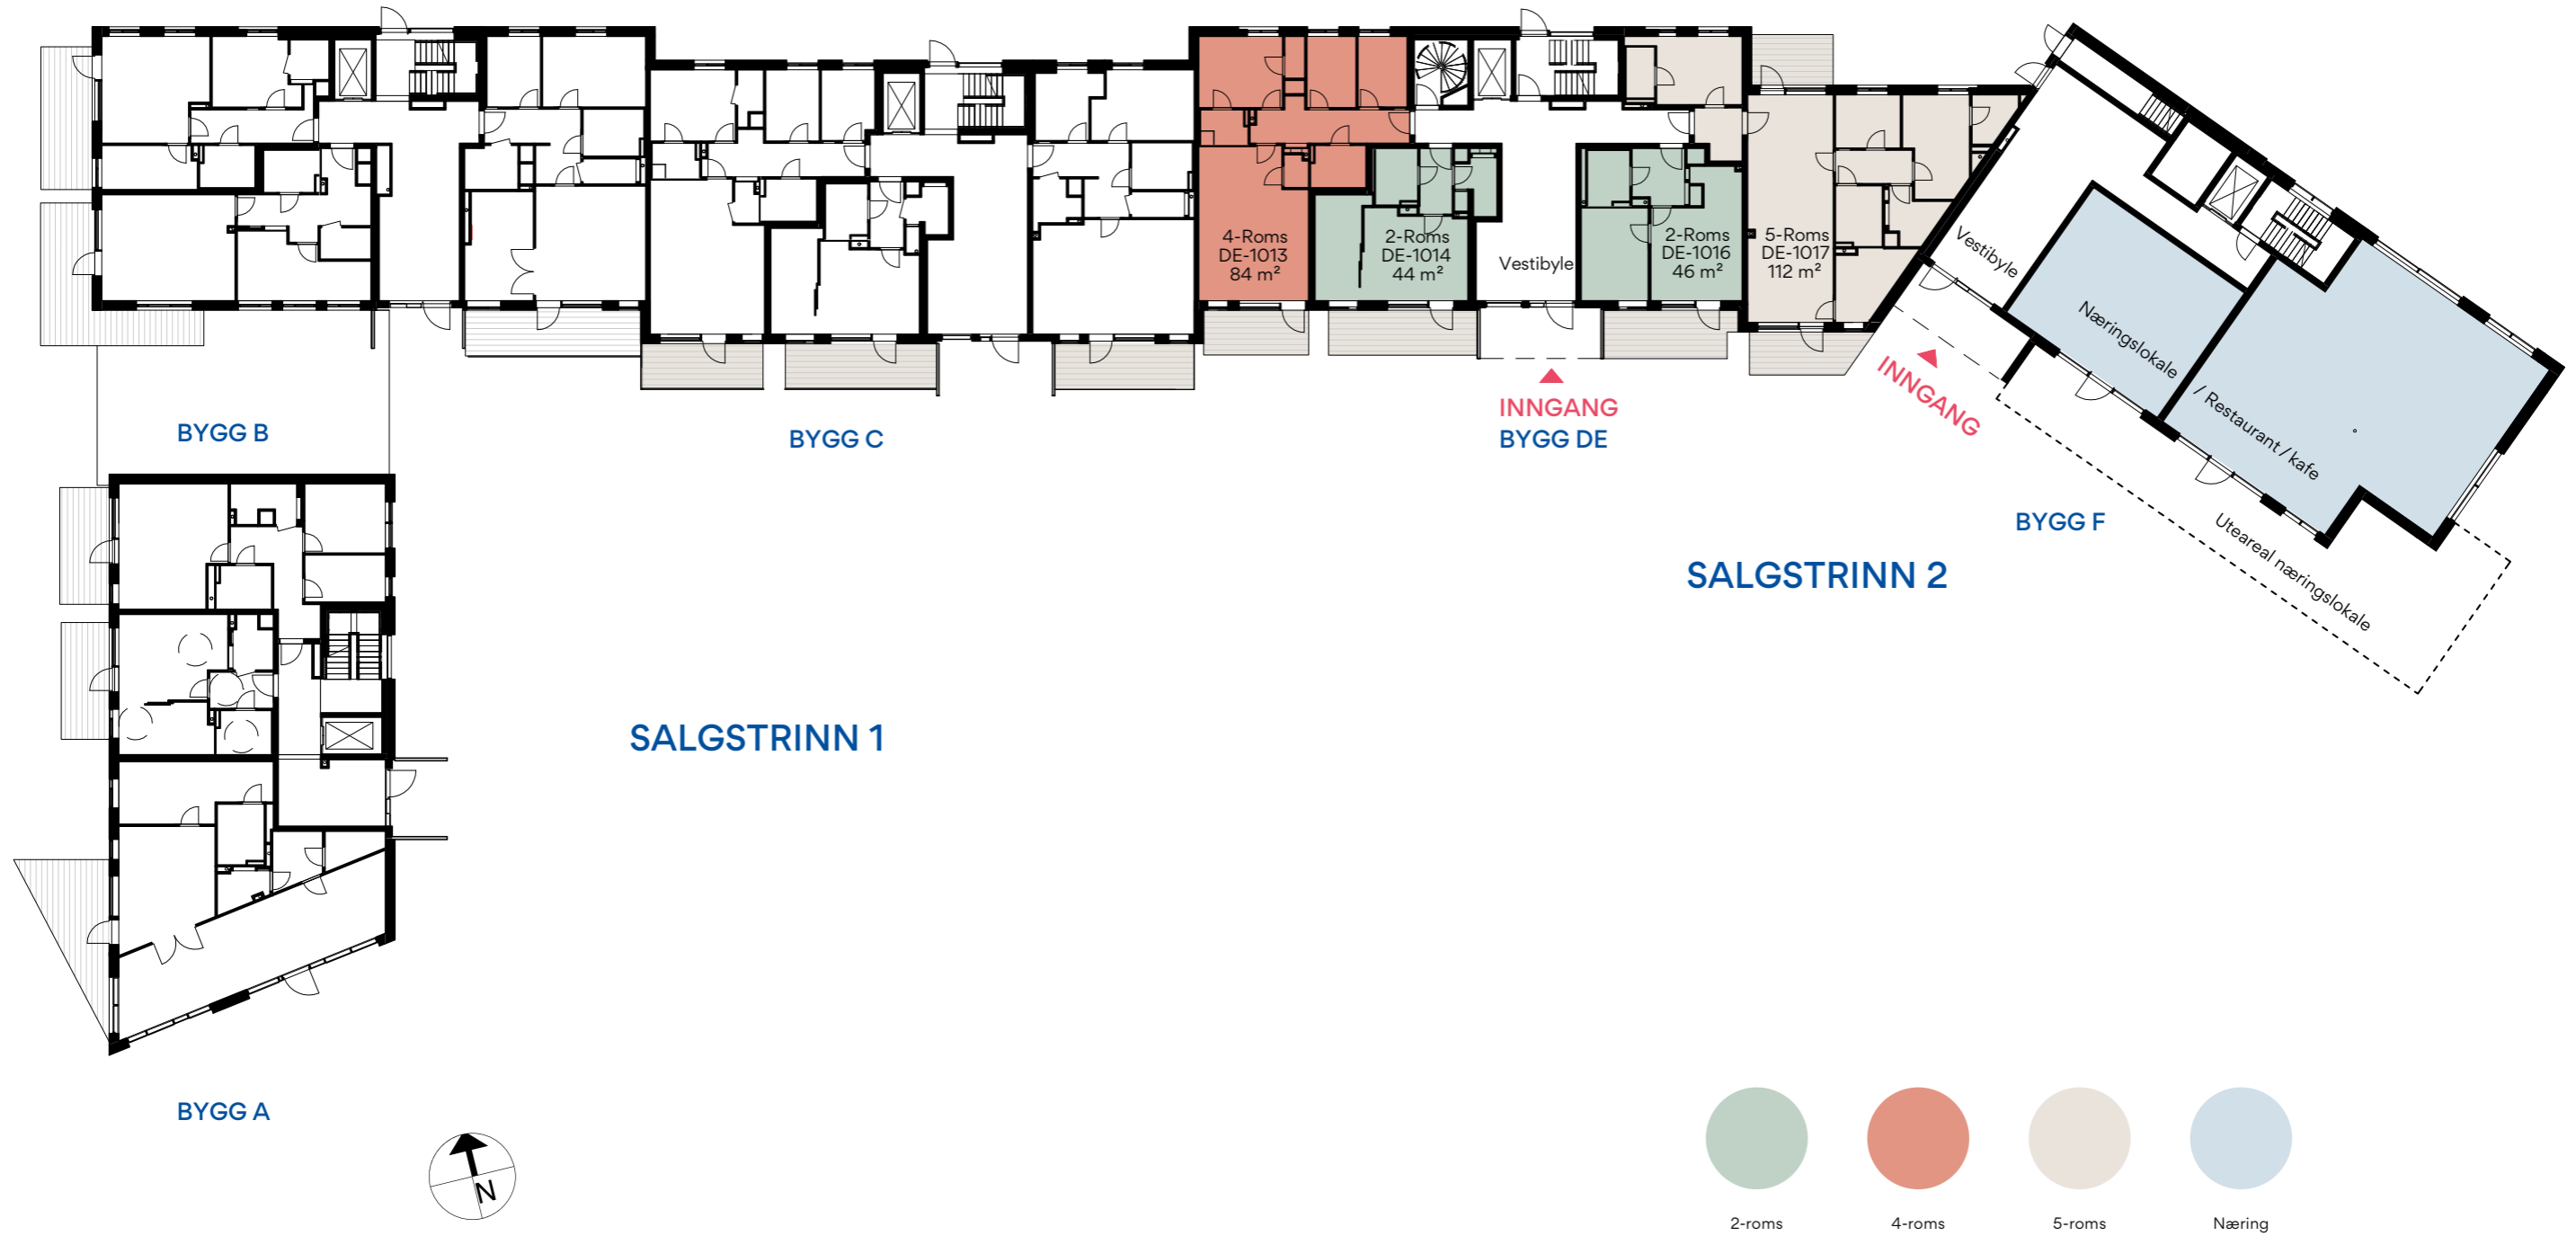 4-Roms
DE-1013
84 m²
2-Roms
DE-1014
44 m²
Vestibyle
2-Roms
DE-1016
46 m²
5-Roms
DE-1017
112 m²
Vestibyle
Næringslokale
/ Restaurant / kafe
INNGANG
INNGANG
BYGG B
BYGG C
BYGG DE
BYGG F
Uteareal næringslokale
SALGSTRINN 2
SALGSTRINN 1
BYGG A
N
2-roms
4-roms
5-roms
Næring